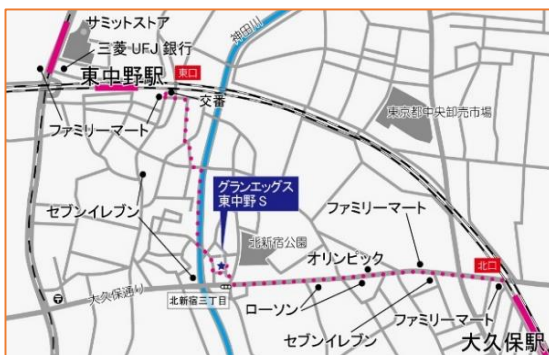 サミットストア
三菱 UFJ 銀行
神田川
東中野駅
東口
交番
ファミリーマート
東京都中央卸売市場
グランエッグス
東中野 S
ファミリーマート
セブンイレブン
北新宿公園
オリンピック
北口
大久保通り
北新宿三丁目
ローソン
セブンイレブン
ファミリーマート
大久保駅